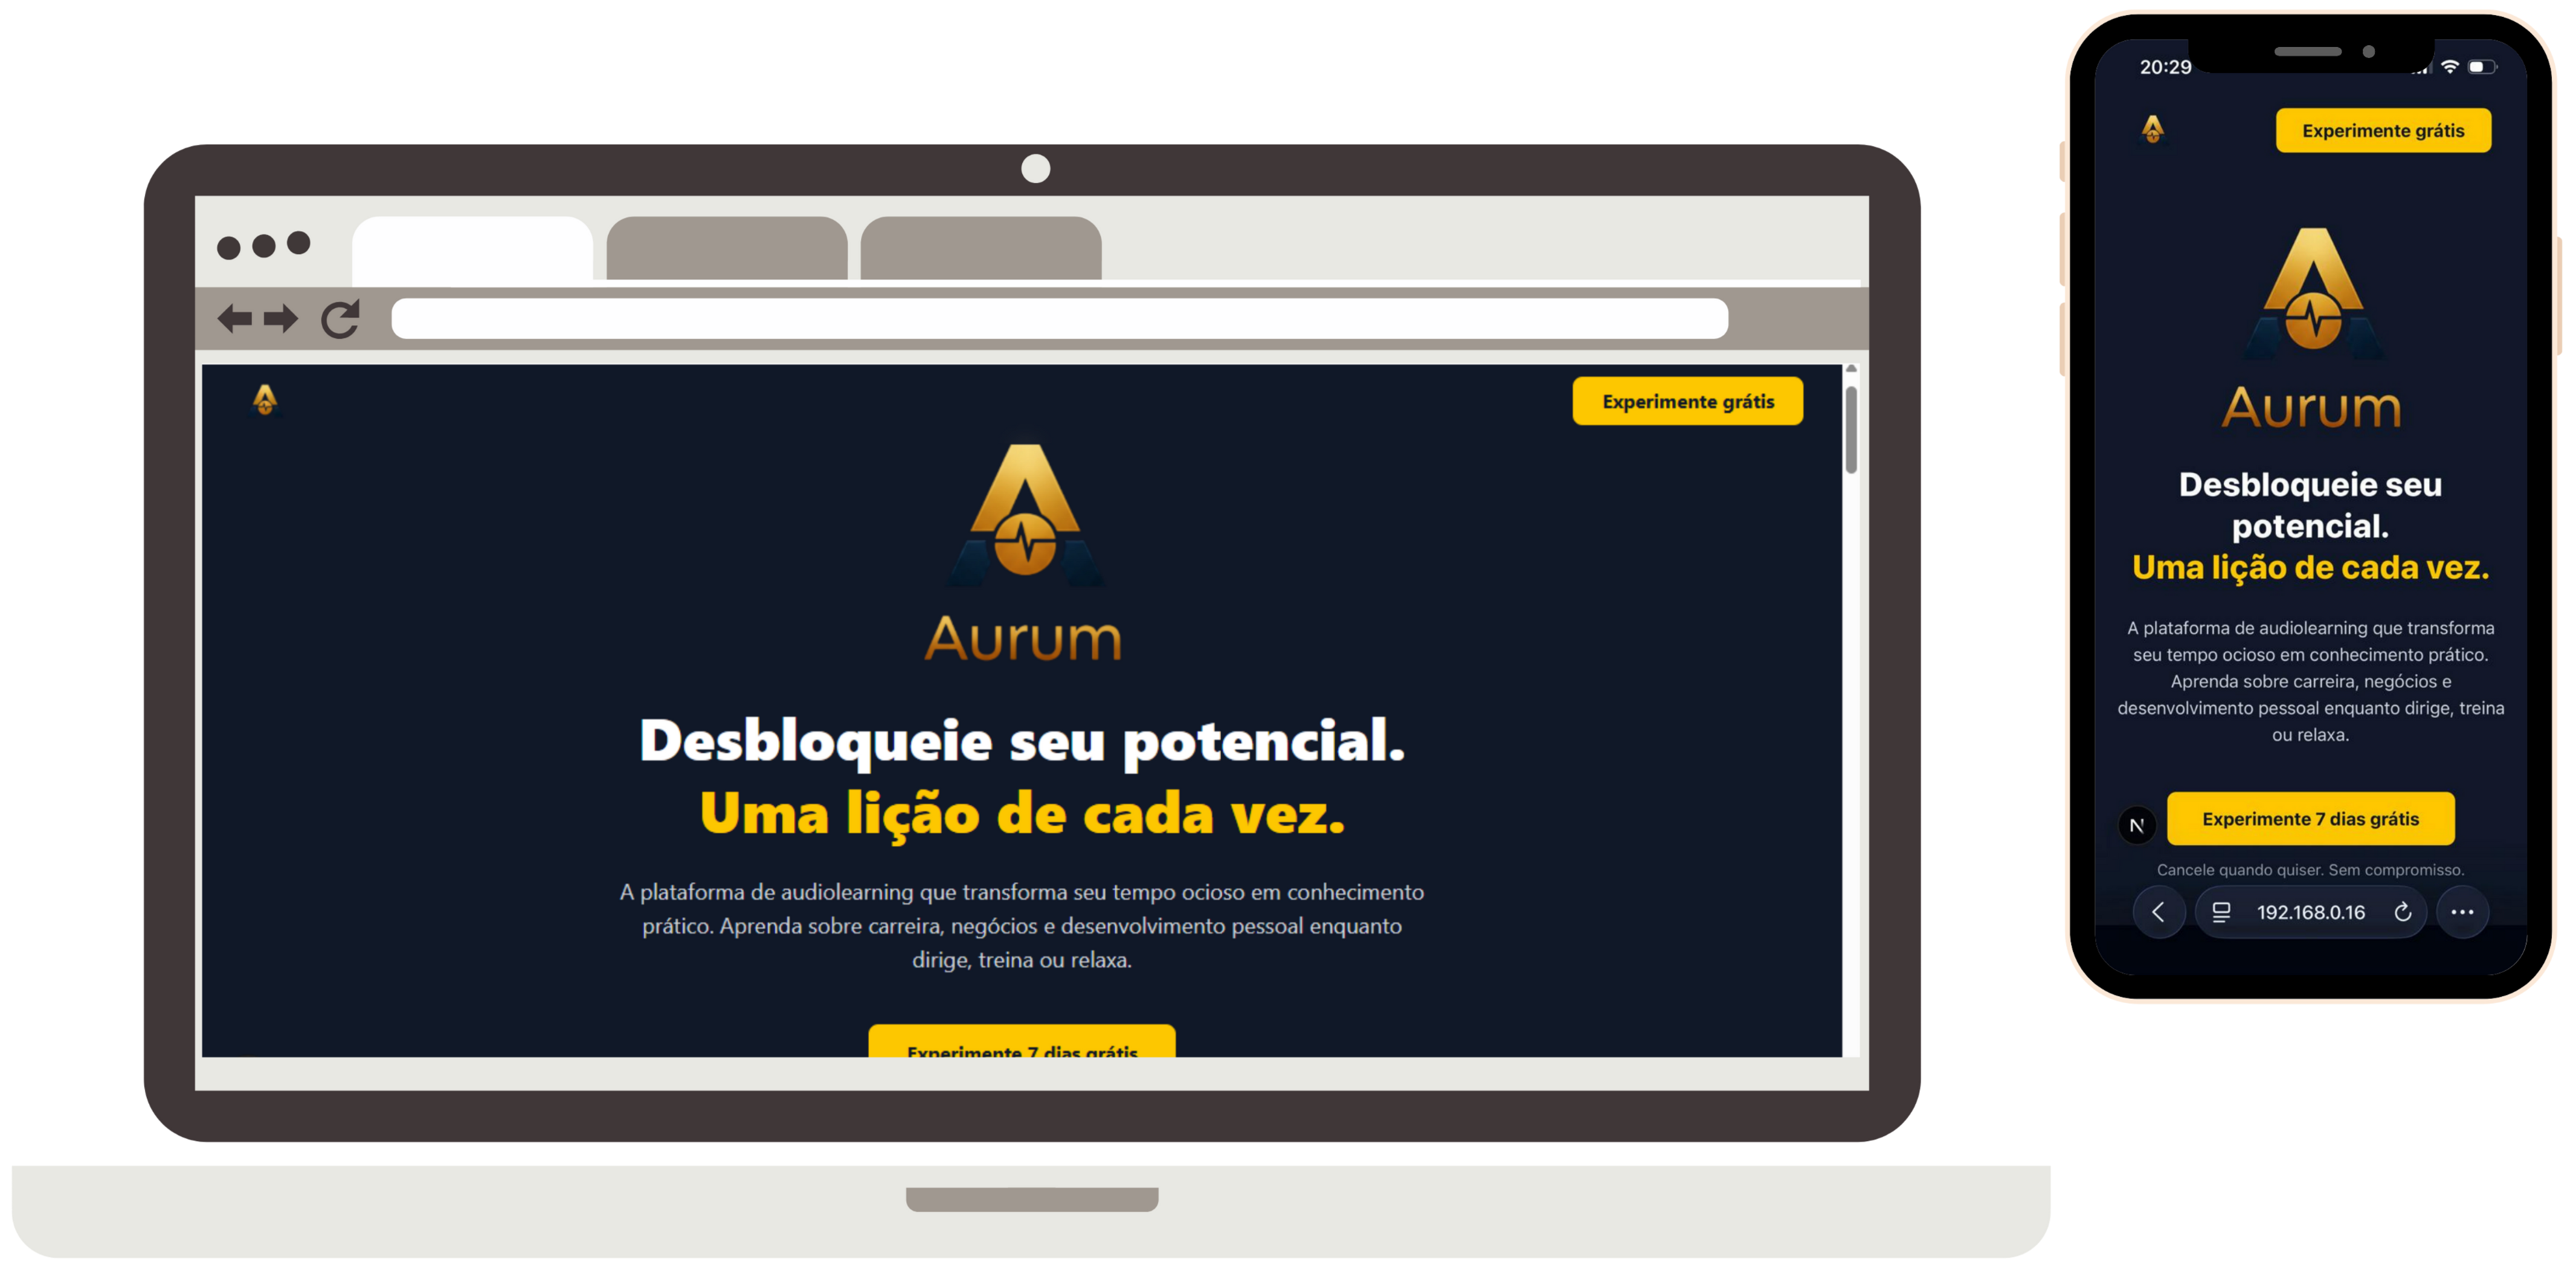 Experimente grátis
Aurum
Desbloqueie seu potencial.
Uma lição de cada vez.
A plataforma de audiolearning que transforma seu tempo ocioso em conhecimento
prático. Aprenda sobre carreira, negócios e desenvolvimento pessoal enquanto
dirige, treina ou relaxa.
Experimente 7 dias grátis
20:29
Experimente grátis
Aurum
Desbloqueie seu
potencial.
Uma lição de cada vez.
A plataforma de audiolearning que transforma
seu tempo ocioso em conhecimento prático.
Aprenda sobre carreira, negócios e
desenvolvimento pessoal enquanto dirige, treina
ou relaxa.
N
Experimente 7 dias grátis
Cancele quando quiser. Sem compromisso.
192.168.0.16